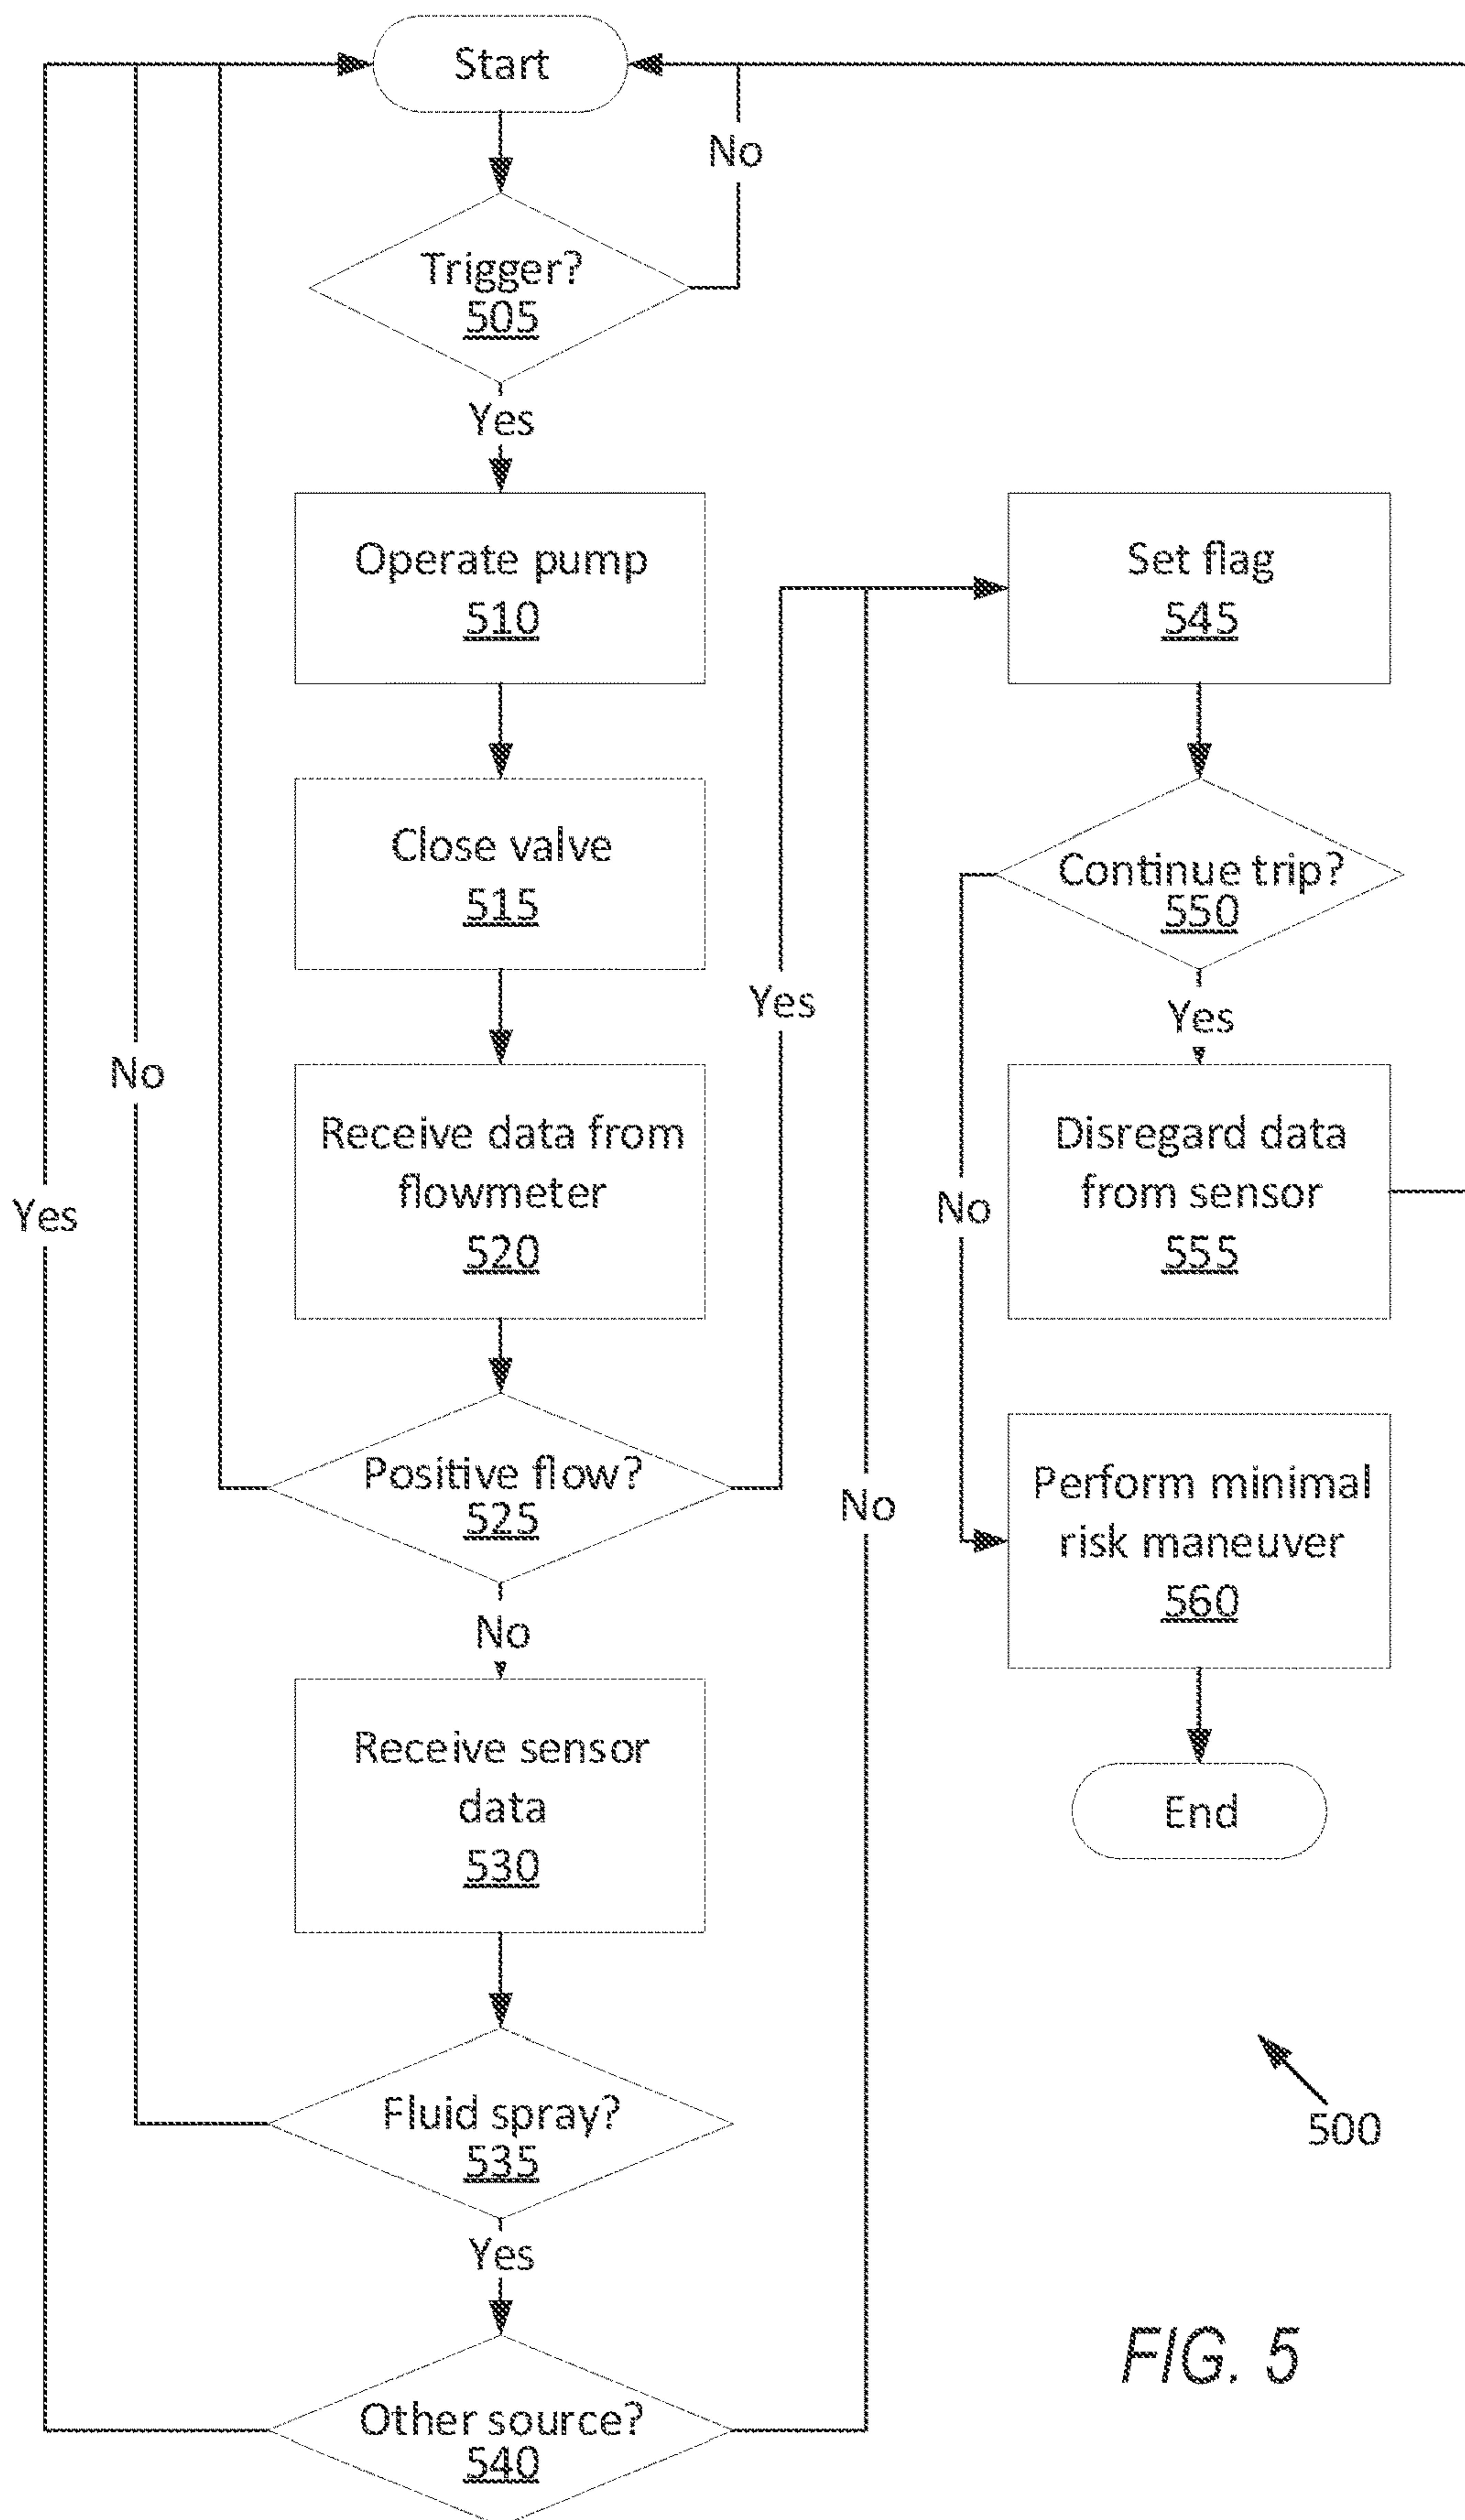 Start
No
Trigger?
505
Yes
Operate pump
510
Close valve
515
Receive data from
flowmeter
520
Positive flow?
525
No
Receive sensor
data
530
Fluid spray?
535
Yes
Other source?
540
Yes
No
Yes
No
Set flag
545
Continue trip?
550
Yes
No
Disregard data
from sensor
555
Perform minimal
risk maneuver
560
End
500
FIG. 5